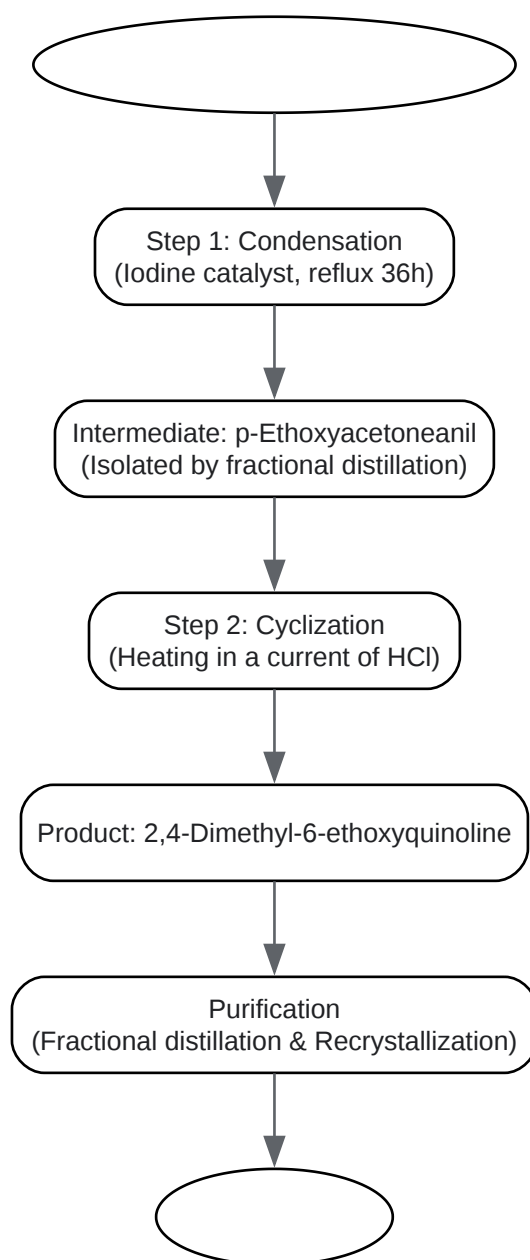 Step 1: Condensation
(Iodine catalyst, reflux 36h)
Intermediate: p-Ethoxyacetoneanil
(Isolated by fractional distillation)
Step 2: Cyclization
(Heating in a current of HCl)
Product: 2,4-Dimethyl-6-ethoxyquinoline
Purification
(Fractional distillation & Recrystallization)